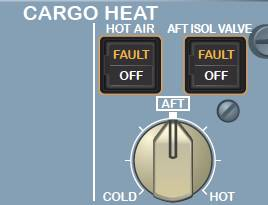 CARGO HEAT
HOT AIR AFT ISOL VALVE
FAULT FAULT
OFF OFF
AFT
COLD HOT